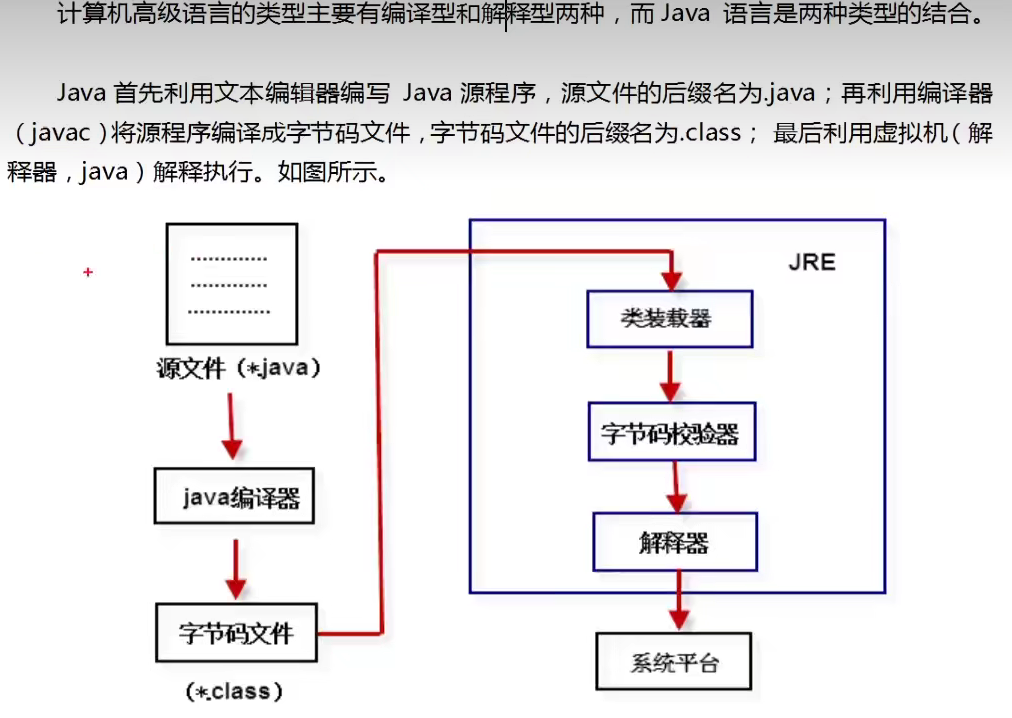 计算机高级语言的类型主要有编译型和解释型两种，而Java 语言是两种类型的结合。
Java 首先利用文本编辑器编写 Java 源程序，源文件的后缀名为.java；再利用编译器
（javac）将源程序编译成字节码文件，字节码文件的后缀名为.class； 最后利用虚拟机（解
释器，java）解释执行。如图所示。
JRE
类装载器
源文件（*.java）
字节码校验器
java编译器
解释器
字节码文件
系统平台
（*.class）